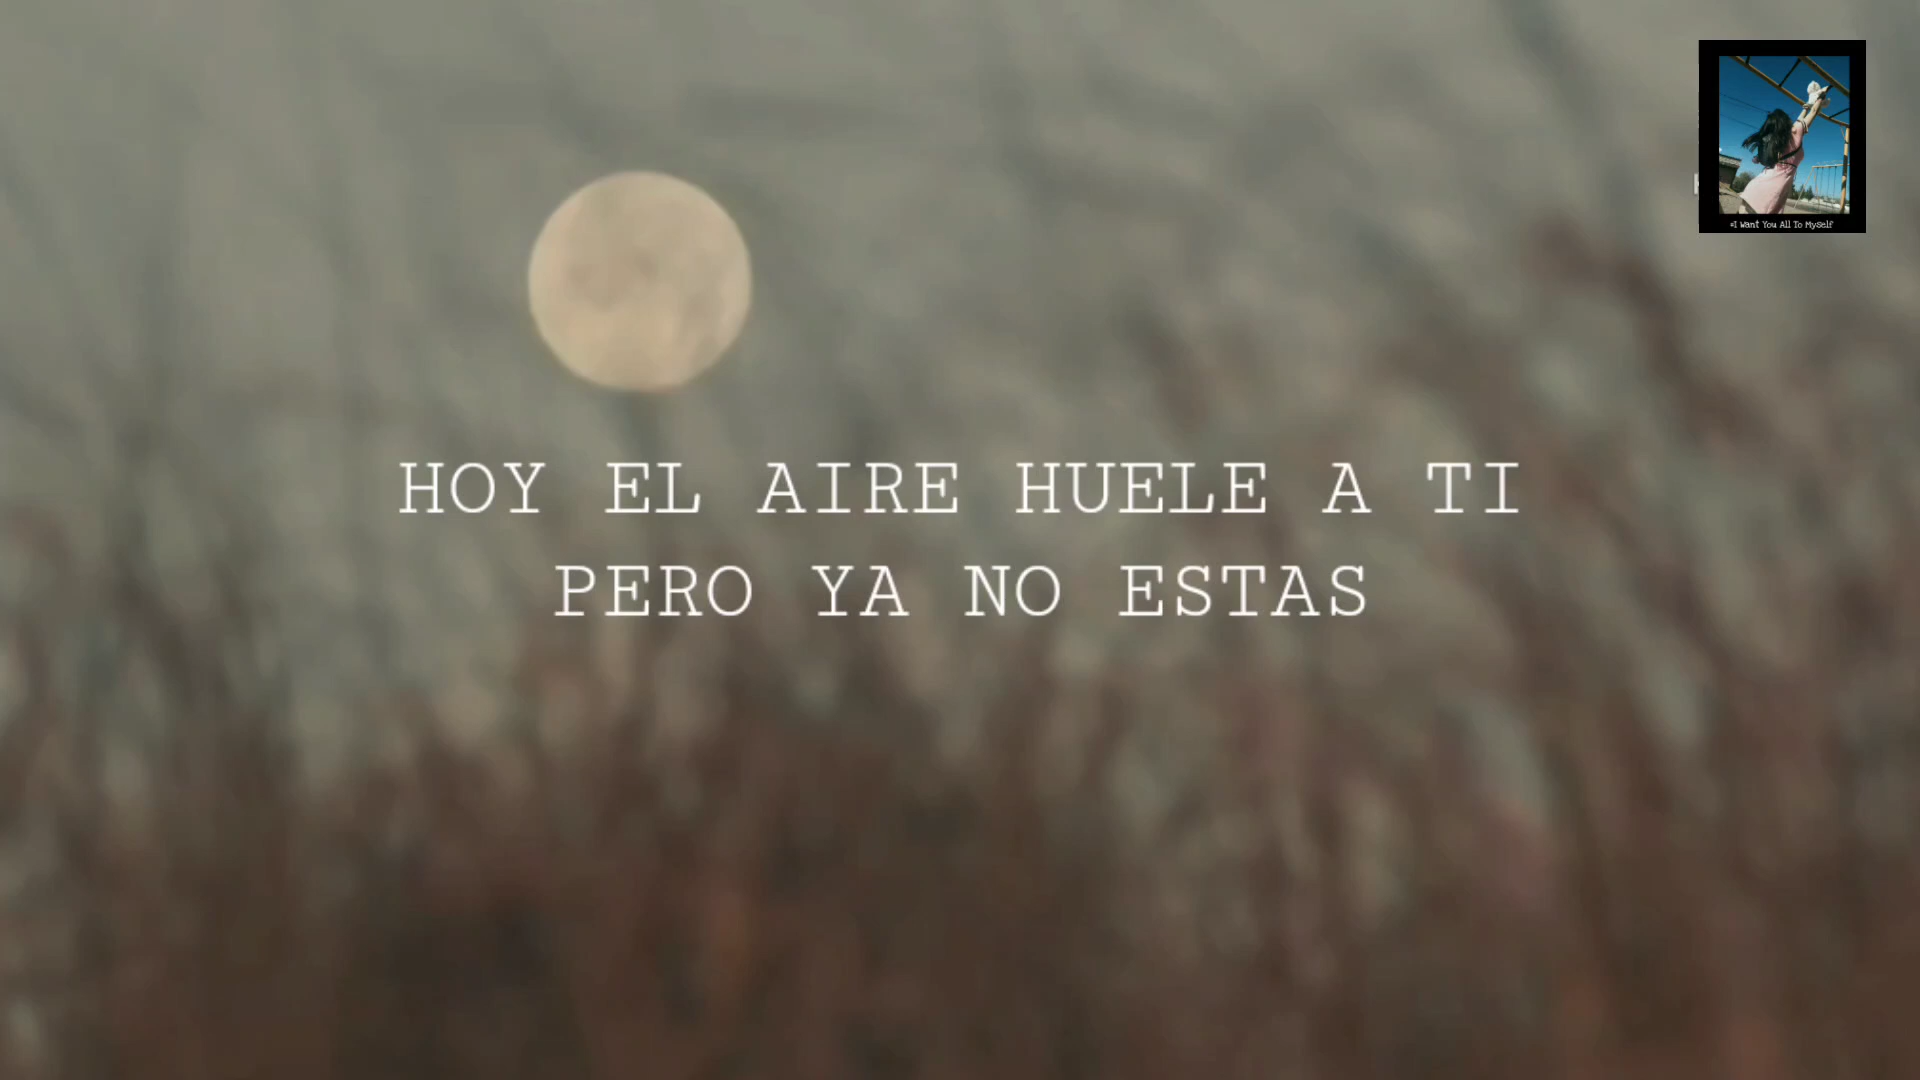 #I Want You All To Myself
HOY EL AIRE HUELE A TI
PERO YA NO ESTAS